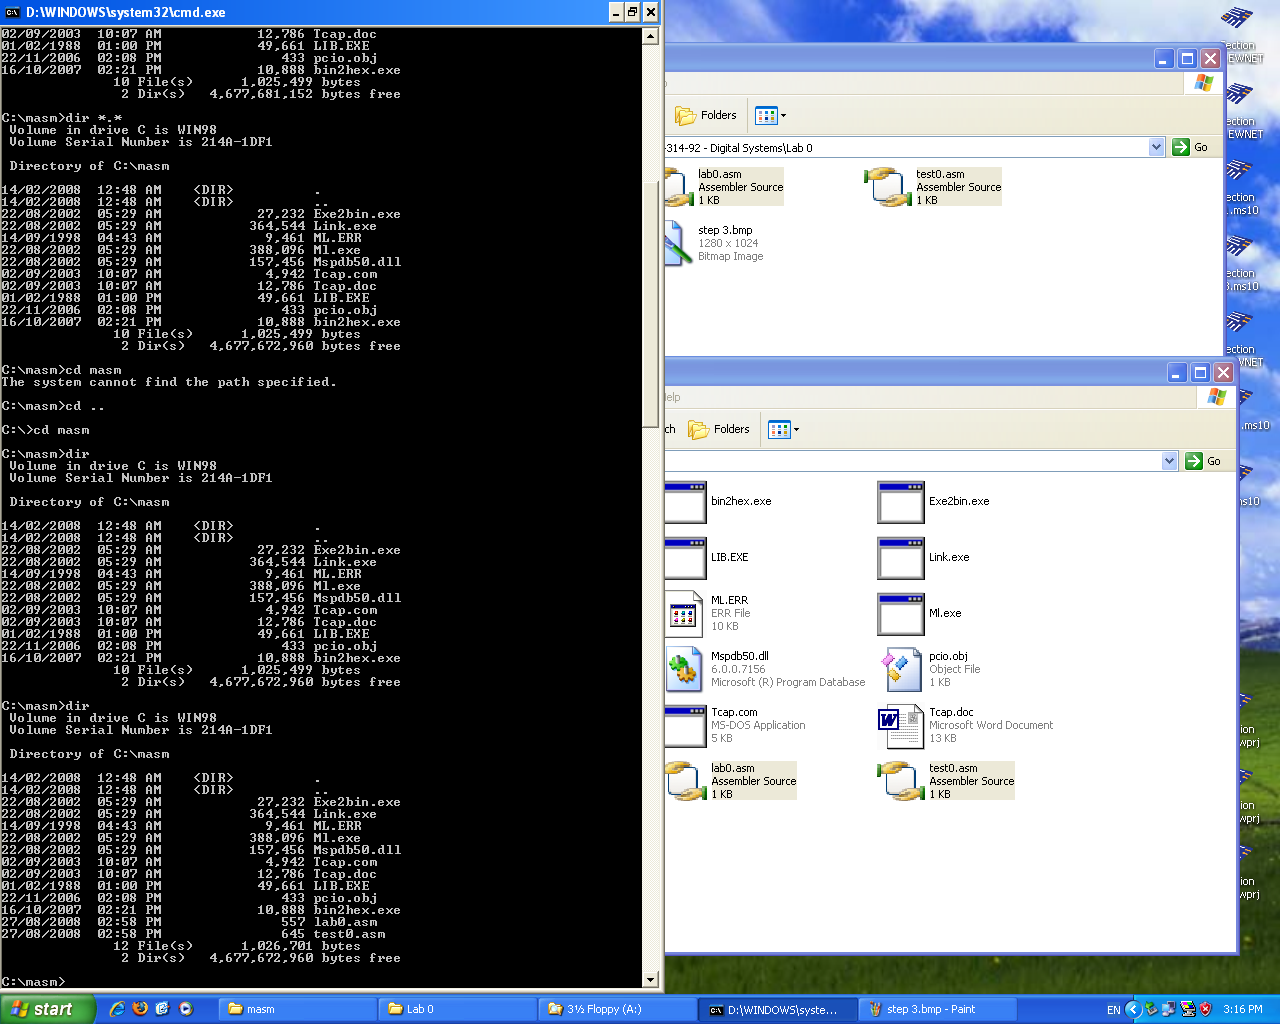 D:\WINDOWS\system32\cmd.exe
02/09/2003  10:07 AM            12,786 Tcap.doc
01/02/1988  01:00 PM            49,661 LIB.EXE
22/11/2006  02:08 PM               433 pcio.obj
16/10/2007  02:21 PM            10,888 bin2hex.exe
10 File(s)      1,025,499 bytes
2 Dir(s)   4,677,681,152 bytes free
C:\masm>dir *.*
Volume in drive C is WIN98
Volume Serial Number is 214A-1DF1
Directory of C:\masm
14/02/2008  12:48 AM    <DIR>          .
14/02/2008  12:48 AM    <DIR>          ..
22/08/2002  05:29 AM            27,232 Exe2bin.exe
22/08/2002  05:29 AM           364,544 Link.exe
14/09/1998  04:43 AM             9,461 ML.ERR
22/08/2002  05:29 AM           388,096 Ml.exe
22/08/2002  05:29 AM           157,456 Mspdb50.dll
02/09/2003  10:07 AM             4,942 Tcap.com
02/09/2003  10:07 AM            12,786 Tcap.doc
01/02/1988  01:00 PM            49,661 LIB.EXE
22/11/2006  02:08 PM               433 pcio.obj
16/10/2007  02:21 PM            10,888 bin2hex.exe
10 File(s)      1,025,499 bytes
2 Dir(s)   4,677,672,960 bytes free
C:\masm>cd masm
The system cannot find the path specified.
C:\masm>cd ..
C:\>cd masm
C:\masm>dir
Volume in drive C is WIN98
Volume Serial Number is 214A-1DF1
Directory of C:\masm
14/02/2008  12:48 AM    <DIR>          .
14/02/2008  12:48 AM    <DIR>          ..
22/08/2002  05:29 AM            27,232 Exe2bin.exe
22/08/2002  05:29 AM           364,544 Link.exe
14/09/1998  04:43 AM             9,461 ML.ERR
22/08/2002  05:29 AM           388,096 Ml.exe
22/08/2002  05:29 AM           157,456 Mspdb50.dll
02/09/2003  10:07 AM             4,942 Tcap.com
02/09/2003  10:07 AM            12,786 Tcap.doc
01/02/1988  01:00 PM            49,661 LIB.EXE
22/11/2006  02:08 PM               433 pcio.obj
16/10/2007  02:21 PM            10,888 bin2hex.exe
10 File(s)      1,025,499 bytes
2 Dir(s)   4,677,672,960 bytes free
C:\masm>dir
Volume in drive C is WIN98
Volume Serial Number is 214A-1DF1
Directory of C:\masm
14/02/2008  12:48 AM    <DIR>          .
14/02/2008  12:48 AM    <DIR>          ..
22/08/2002  05:29 AM            27,232 Exe2bin.exe
22/08/2002  05:29 AM           364,544 Link.exe
14/09/1998  04:43 AM             9,461 ML.ERR
22/08/2002  05:29 AM           388,096 Ml.exe
22/08/2002  05:29 AM           157,456 Mspdb50.dll
02/09/2003  10:07 AM             4,942 Tcap.com
02/09/2003  10:07 AM            12,786 Tcap.doc
01/02/1988  01:00 PM            49,661 LIB.EXE
22/11/2006  02:08 PM               433 pcio.obj
16/10/2007  02:21 PM            10,888 bin2hex.exe
27/08/2008  02:58 PM               557 lab0.asm
27/08/2008  02:58 PM               645 test0.asm
12 File(s)      1,026,701 bytes
2 Dir(s)   4,677,672,960 bytes free
C:\masm>
Folders
-314-92 - Digital Systems\Lab 0
Go
lab0.asm
Assembler Source
1 KB
test0.asm
Assembler Source
1 KB
step 3.bmp
1280 x 1024
Bitmap Image
elp
ch
Folders
Go
bin2hex.exe
Exe2bin.exe
LIB.EXE
Link.exe
ML.ERR
ERR File
10 KB
Ml.exe
Mspdb50.dll
6.0.0.7156
Microsoft (R) Program Database
pcio.obj
Object File
1 KB
Tcap.com
MS-DOS Application
5 KB
Tcap.doc
Microsoft Word Document
13 KB
lab0.asm
Assembler Source
1 KB
test0.asm
Assembler Source
1 KB
ection
EWNET
ection
EWNET
ection
.ms10
ection
3.ms10
ection
EWNET
.ms10
ms10
ion
wprj
ion
wprj
ion
wprj
start
masm
Lab 0
3½ Floppy (A:)
D:\WINDOWS\syste...
step 3.bmp - Paint
EN
3:16 PM